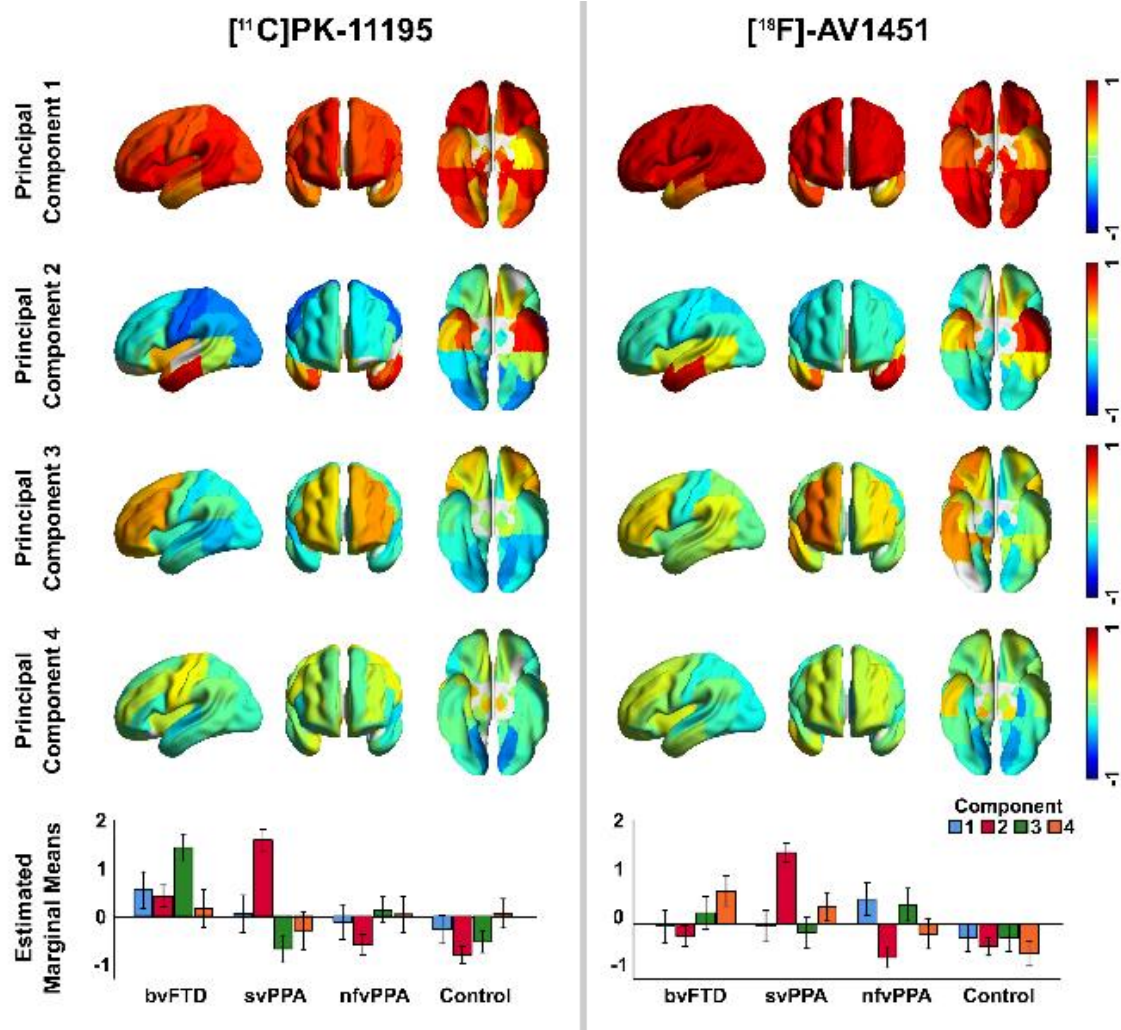 [¹¹C]PK-11195
[¹⁸F]-AV1451
Principal
Component 1
1
-1
Principal
Component 2
1
-1
Principal
Component 3
1
-1
Principal
Component 4
1
-1
Estimated
Marginal Means
2
1
0
-1
bvFTD svPPA nfvPPA Control
Component
1 2 3 4
2
1
0
-1
bvFTD svPPA nfvPPA Control